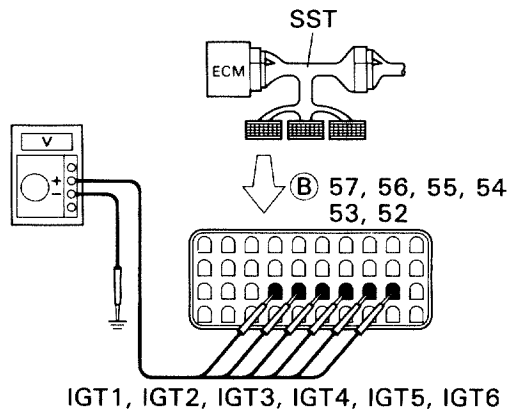 SST
ECM
V
+
−
B 57, 56, 55, 54
53, 52
IGT1, IGT2, IGT3, IGT4, IGT5, IGT6